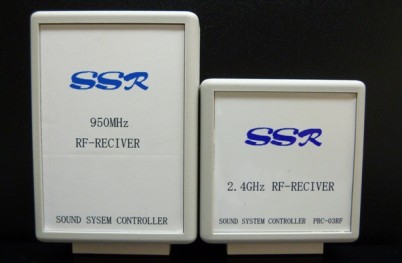 SSR
950MHz
RF-RECIVER
SOUND SYSEM CONTROLLER
SSR
2.4GHz RF-RECIVER
SOUND SYSTEM CONTROLLER PRC-03RF